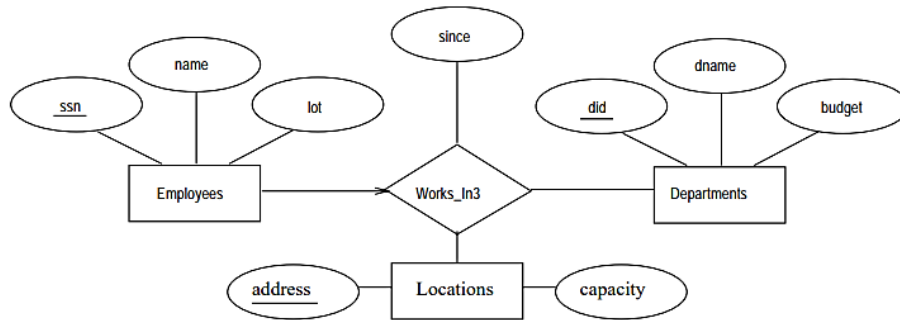 since
name
dname
ssn
lot
did
budget
Employees
Works_In3
Departments
address
Locations
capacity